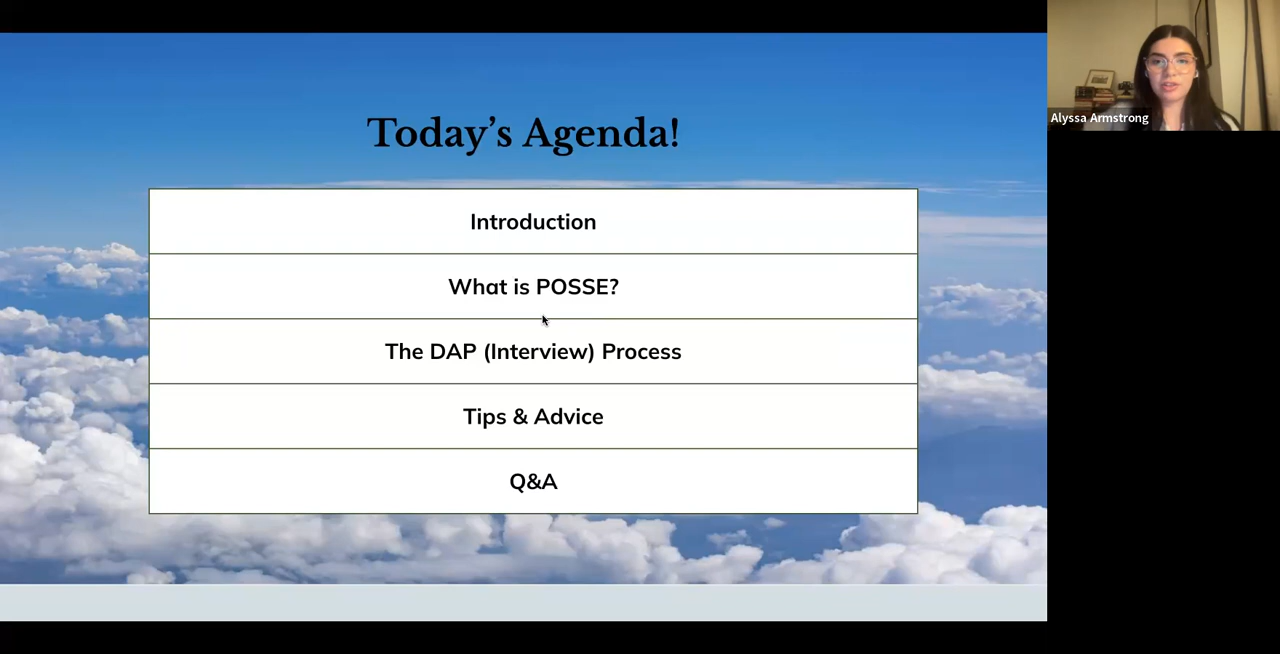 Today's Agenda!
Introduction
What is POSSE?
The DAP (Interview) Process
Tips & Advice
Q&A
Alyssa Armstrong